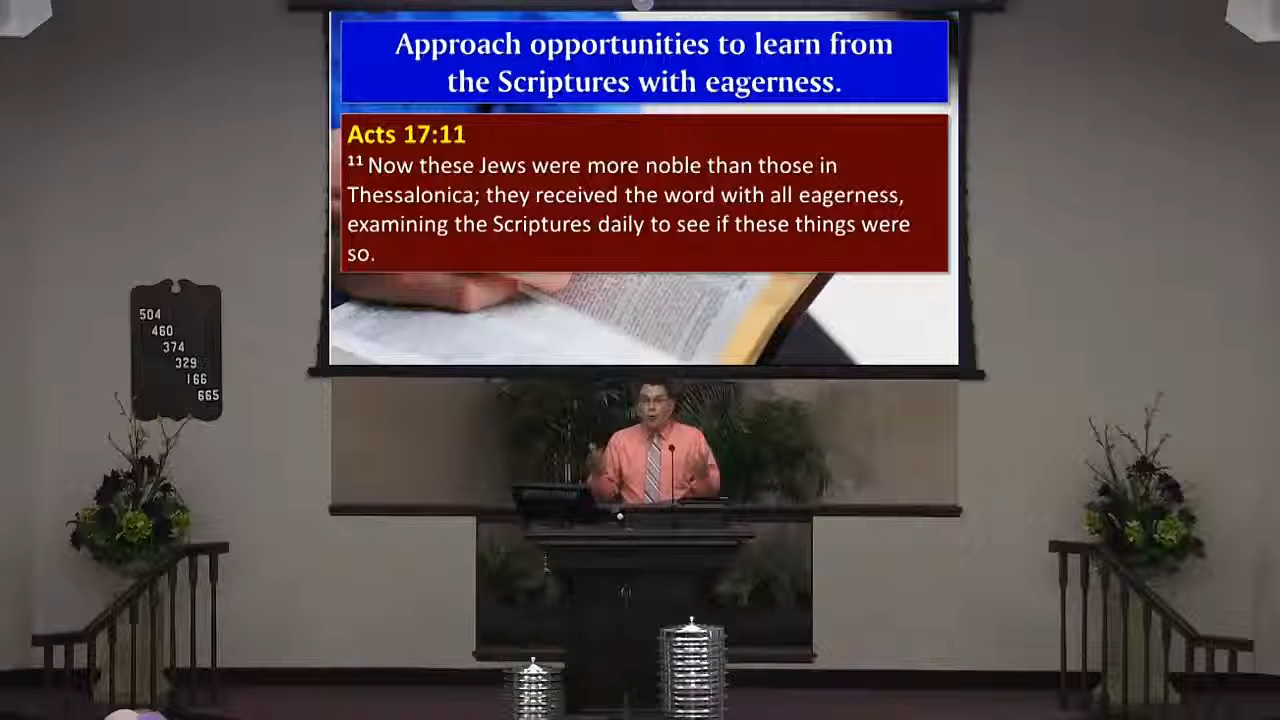 Approach opportunities to learn from
the Scriptures with eagerness.
Acts 17:11
11 Now these Jews were more noble than those in
Thessalonica; they received the word with all eagerness,
examining the Scriptures daily to see if these things were
so.
504
460
374
329
166
665